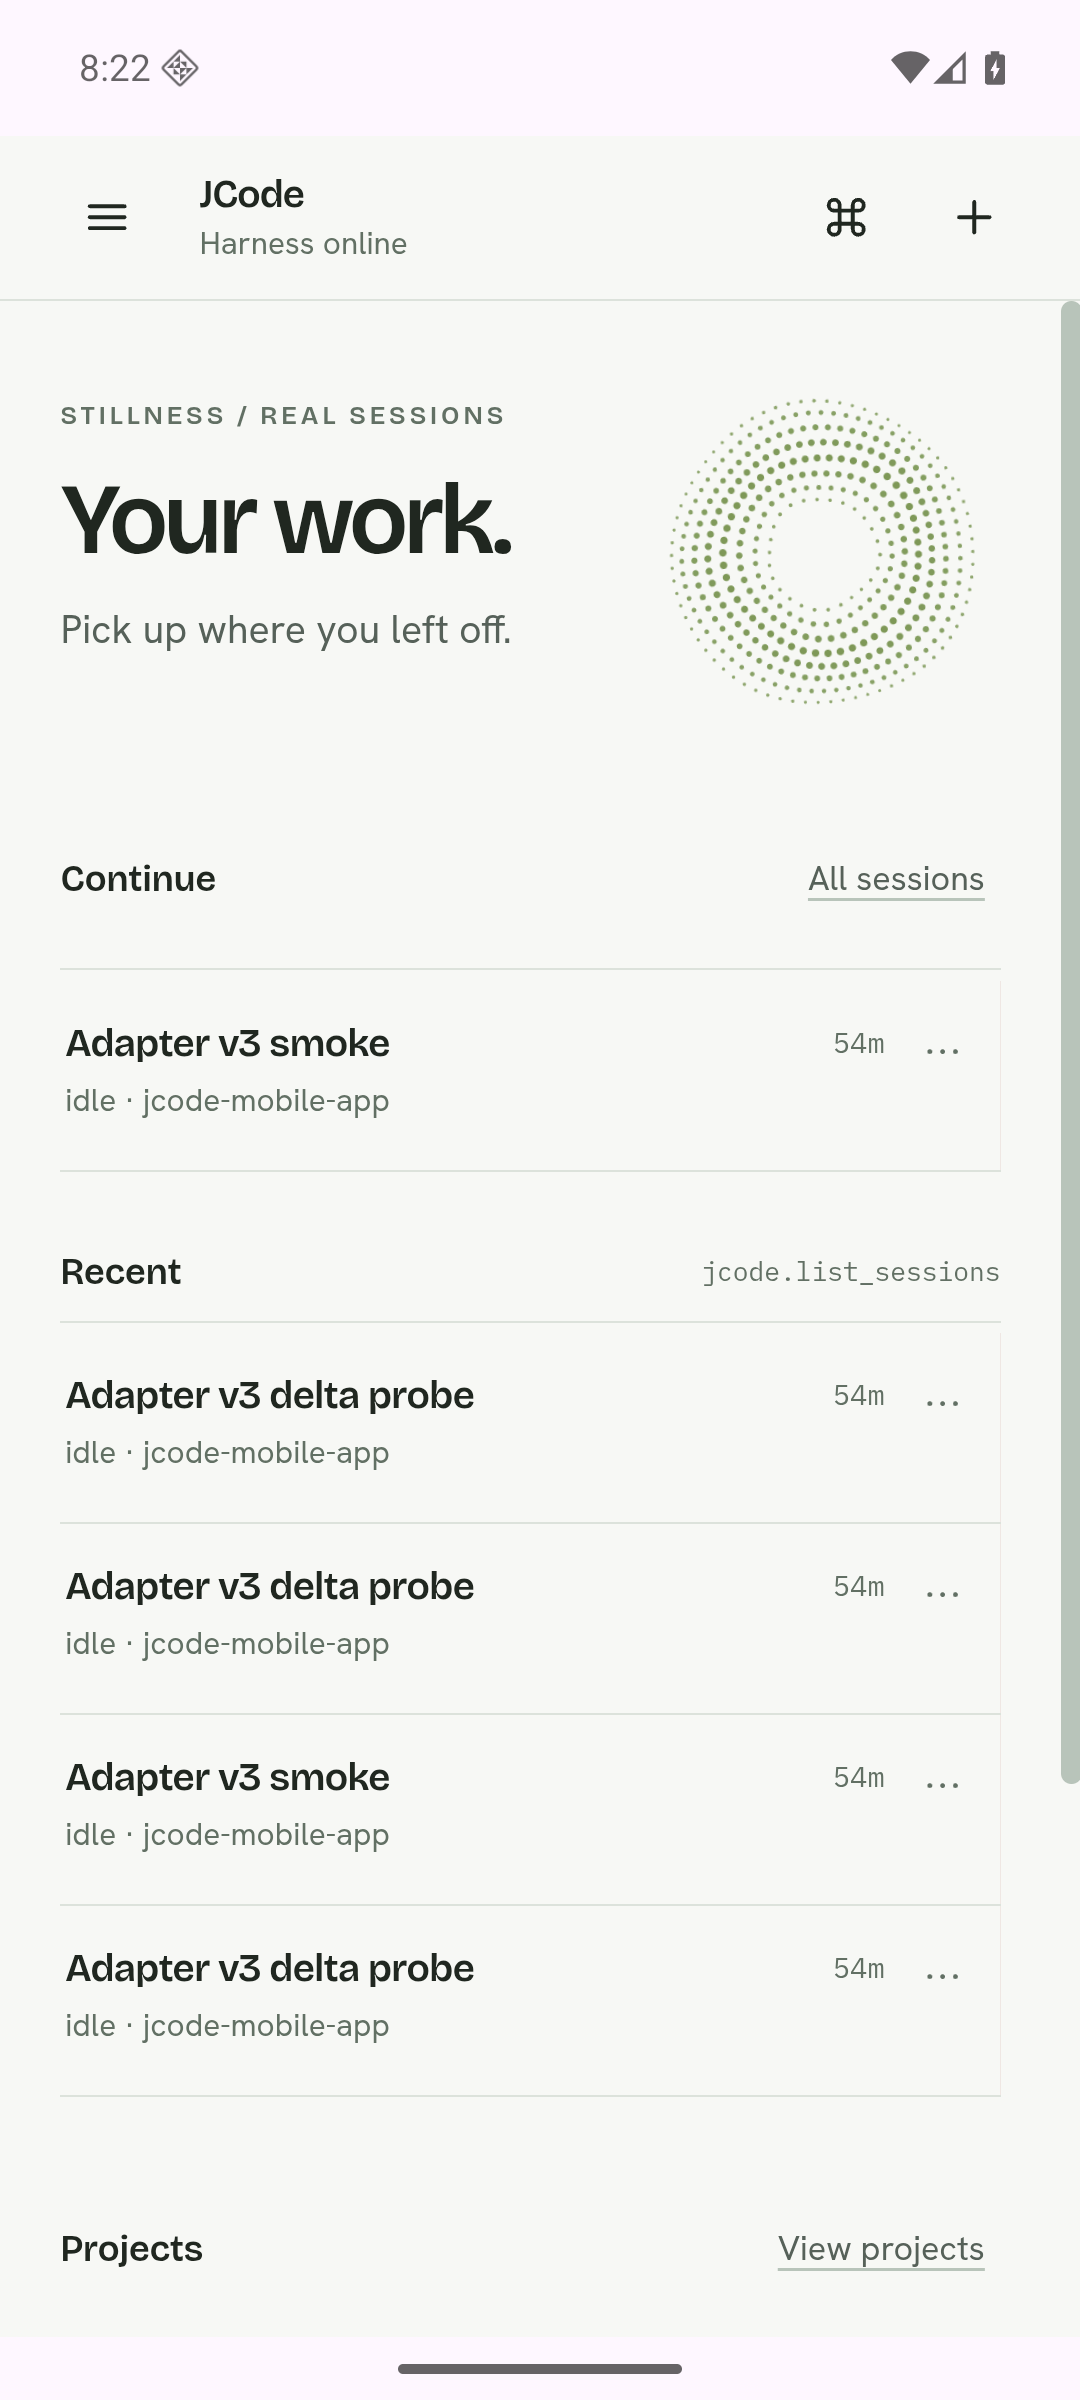 8:22
JCode
Harness online
STILLNESS / REAL SESSIONS
Your work.
Pick up where you left off.
Continue
All sessions
Adapter v3 smoke
54m ...
idle · jcode-mobile-app
Recent
jcode.list_sessions
Adapter v3 delta probe
54m ...
idle · jcode-mobile-app
Adapter v3 delta probe
54m ...
idle · jcode-mobile-app
Adapter v3 smoke
54m ...
idle · jcode-mobile-app
Adapter v3 delta probe
54m ...
idle · jcode-mobile-app
Projects
View projects